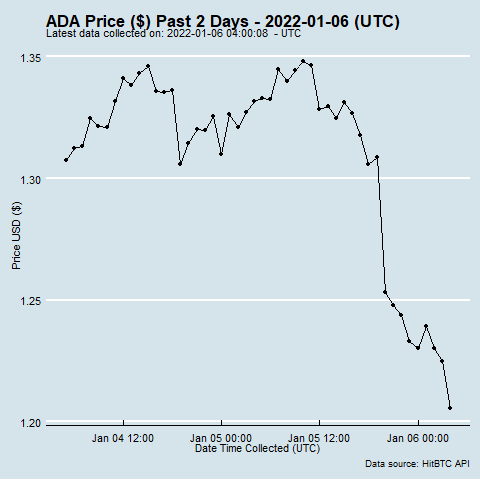 ADA Price ($) Past 2 Days - 2022-01-06 (UTC)
Latest data collected on: 2022-01-06 04:00:08 - UTC
1.35
1.30
1.25
1.20
Price USD ($)
Jan 04 12:00 Jan 05 00:00 Jan 05 12:00 Jan 06 00:00
Date Time Collected (UTC)
Data source: HitBTC API